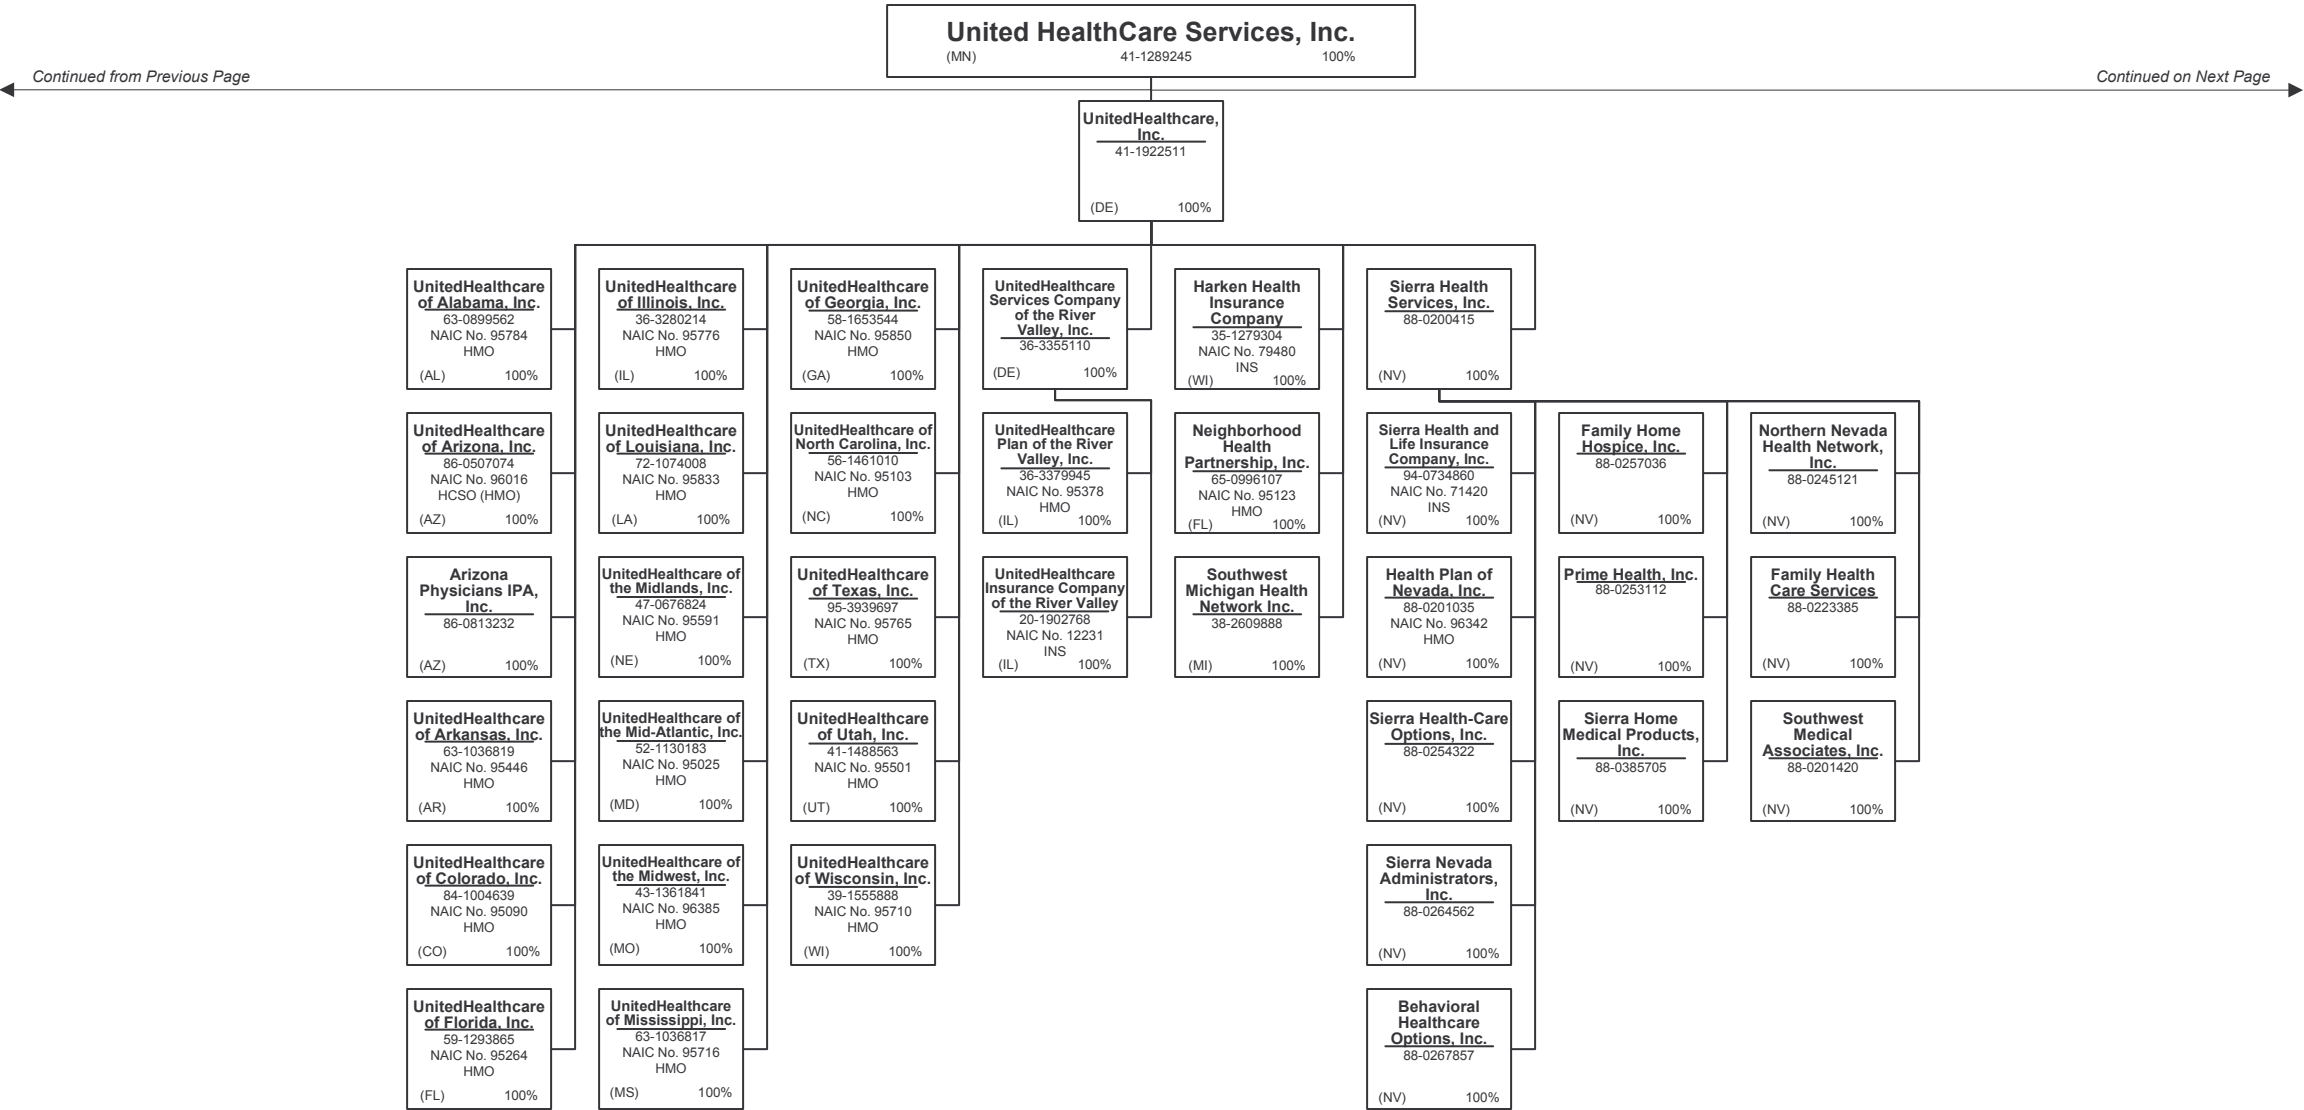 United HealthCare Services, Inc.
(MN) 41-1289245 100%
Continued from Previous Page
Continued on Next Page
UnitedHealthcare,
Inc.
41-1922511
(DE) 100%
UnitedHealthcare
of Alabama, Inc.
63-0899562
NAIC No. 95784
HMO
(AL) 100%
UnitedHealthcare
of Arizona, Inc.
86-0507074
NAIC No. 96016
HCSO (HMO)
(AZ) 100%
Arizona
Physicians IPA,
Inc.
86-0813232
(AZ) 100%
UnitedHealthcare
of Arkansas, Inc.
63-1036819
NAIC No. 95446
HMO
(AR) 100%
UnitedHealthcare
of Colorado, Inc.
84-1004639
NAIC No. 95090
HMO
(CO) 100%
UnitedHealthcare
of Florida, Inc.
59-1293865
NAIC No. 95264
HMO
(FL) 100%
UnitedHealthcare
of Illinois, Inc.
36-3280214
NAIC No. 95776
HMO
(IL) 100%
UnitedHealthcare
of Louisiana, Inc.
72-1074008
NAIC No. 95833
HMO
(LA) 100%
UnitedHealthcare of
the Midlands, Inc.
47-0676824
NAIC No. 95591
HMO
(NE) 100%
UnitedHealthcare of
the Mid-Atlantic, Inc.
52-1130183
NAIC No. 95025
HMO
(MD) 100%
UnitedHealthcare of
the Midwest, Inc.
43-1361841
NAIC No. 96385
HMO
(MO) 100%
UnitedHealthcare
of Mississippi, Inc.
63-1036817
NAIC No. 95716
HMO
(MS) 100%
UnitedHealthcare
of Georgia, Inc.
58-1653544
NAIC No. 95850
HMO
(GA) 100%
UnitedHealthcare of
North Carolina, Inc.
56-1461010
NAIC No. 95103
HMO
(NC) 100%
UnitedHealthcare
of Texas, Inc.
95-3939697
NAIC No. 95765
HMO
(TX) 100%
UnitedHealthcare
of Utah, Inc.
41-1488563
NAIC No. 95501
HMO
(UT) 100%
UnitedHealthcare
of Wisconsin, Inc.
39-1555888
NAIC No. 95710
HMO
(WI) 100%
UnitedHealthcare
Services Company
of the River
Valley, Inc.
36-3355110
(DE) 100%
UnitedHealthcare
Plan of the River
Valley, Inc.
36-3379945
NAIC No. 95378
HMO
(IL) 100%
UnitedHealthcare
Insurance Company
of the River Valley
20-1902768
NAIC No. 12231
INS
(IL) 100%
Harken Health
Insurance
Company
35-1279304
NAIC No. 79480
INS
(WI) 100%
Neighborhood
Health
Partnership, Inc.
65-0996107
NAIC No. 95123
HMO
(FL) 100%
Southwest
Michigan Health
Network Inc.
38-2609888
(MI) 100%
Sierra Health
Services, Inc.
88-0200415
(NV) 100%
Sierra Health and
Life Insurance
Company, Inc.
94-0734860
NAIC No. 71420
INS
(NV) 100%
Health Plan of
Nevada, Inc.
88-0201035
NAIC No. 96342
HMO
(NV) 100%
Sierra Health-Care
Options, Inc.
88-0254322
(NV) 100%
Sierra Nevada
Administrators,
Inc.
88-0264562
(NV) 100%
Behavioral
Healthcare
Options, Inc.
88-0267857
(NV) 100%
Family Home
Hospice, Inc.
88-0257036
(NV) 100%
Prime Health, Inc.
88-0253112
(NV) 100%
Sierra Home
Medical Products,
Inc.
88-0385705
(NV) 100%
Northern Nevada
Health Network,
Inc.
88-0245121
(NV) 100%
Family Health
Care Services
88-0223385
(NV) 100%
Southwest
Medical
Associates, Inc.
88-0201420
(NV) 100%